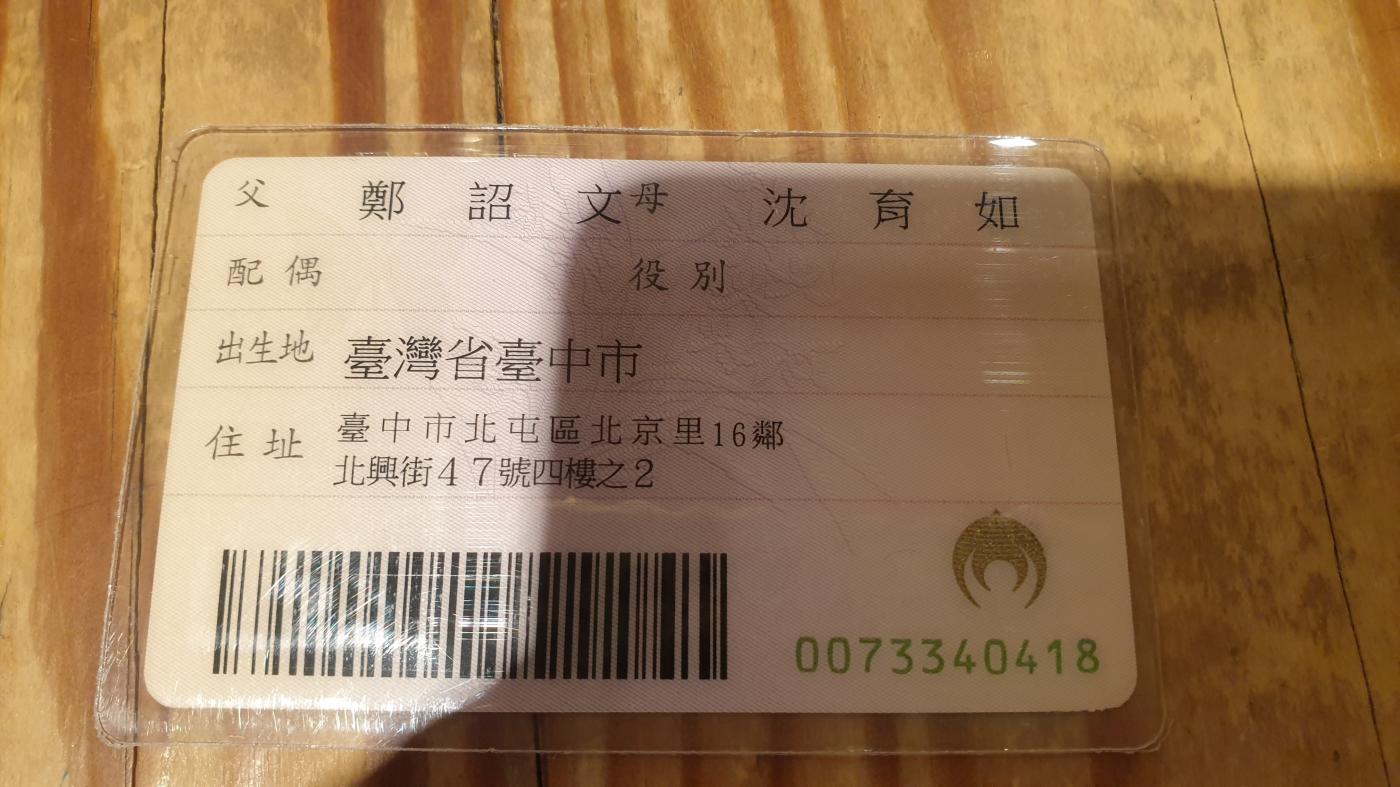 父 鄭詔文 母 沈育如
配偶 役別
出生地 臺灣省臺中市
住址 臺中市北屯區北京里16鄰
北興街47號四樓之2
0073340418